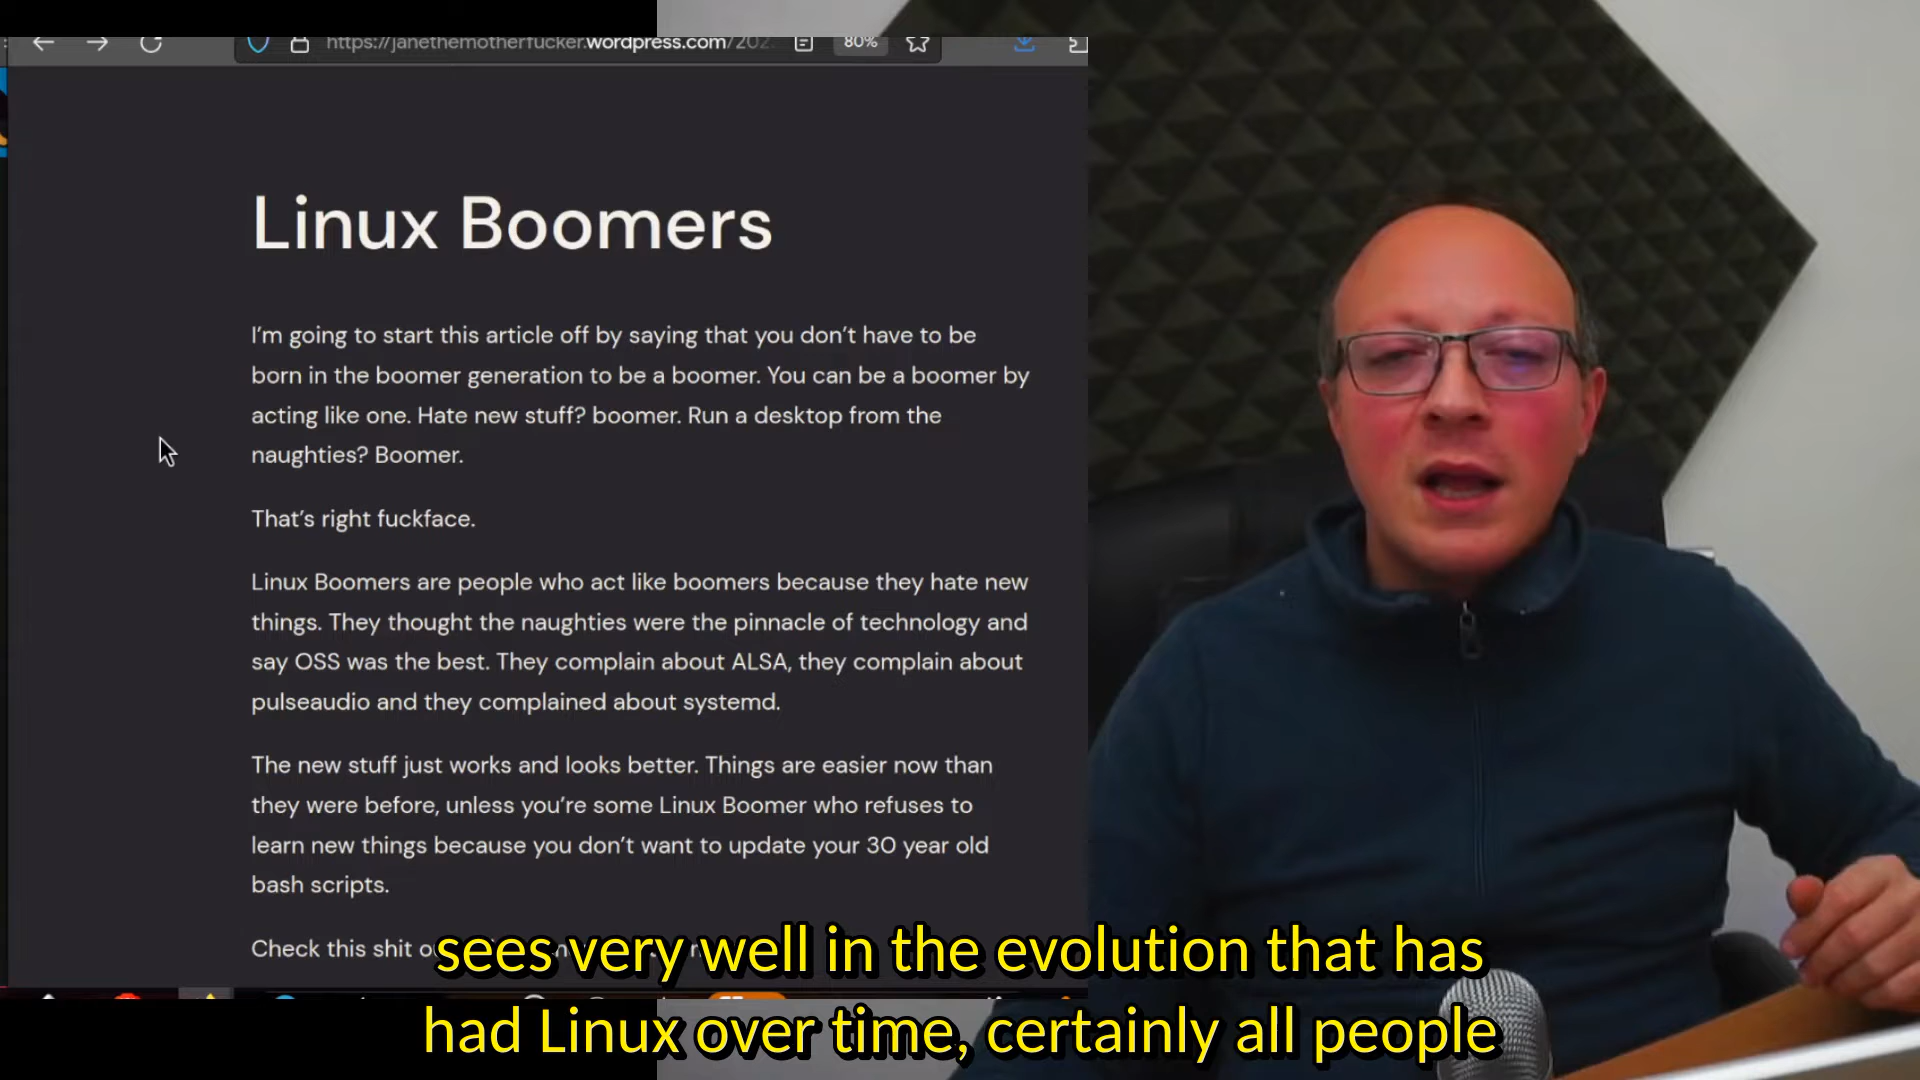 https://janethemotherfucker.wordpress.com/202
80%
Linux Boomers
I'm going to start this article off by saying that you don't have to be
born in the boomer generation to be a boomer. You can be a boomer by
acting like one. Hate new stuff? boomer. Run a desktop from the
naughties? Boomer.
That's right fuckface.
Linux Boomers are people who act like boomers because they hate new
things. They thought the naughties were the pinnacle of technology and
say OSS was the best. They complain about ALSA, they complain about
pulseaudio and they complained about systemd.
The new stuff just works and looks better. Things are easier now than
they were before, unless you're some Linux Boomer who refuses to
learn new things because you don't want to update your 30 year old
bash scripts.
Check this shit
sees very well in the evolution that has
had Linux over time, certainly all people